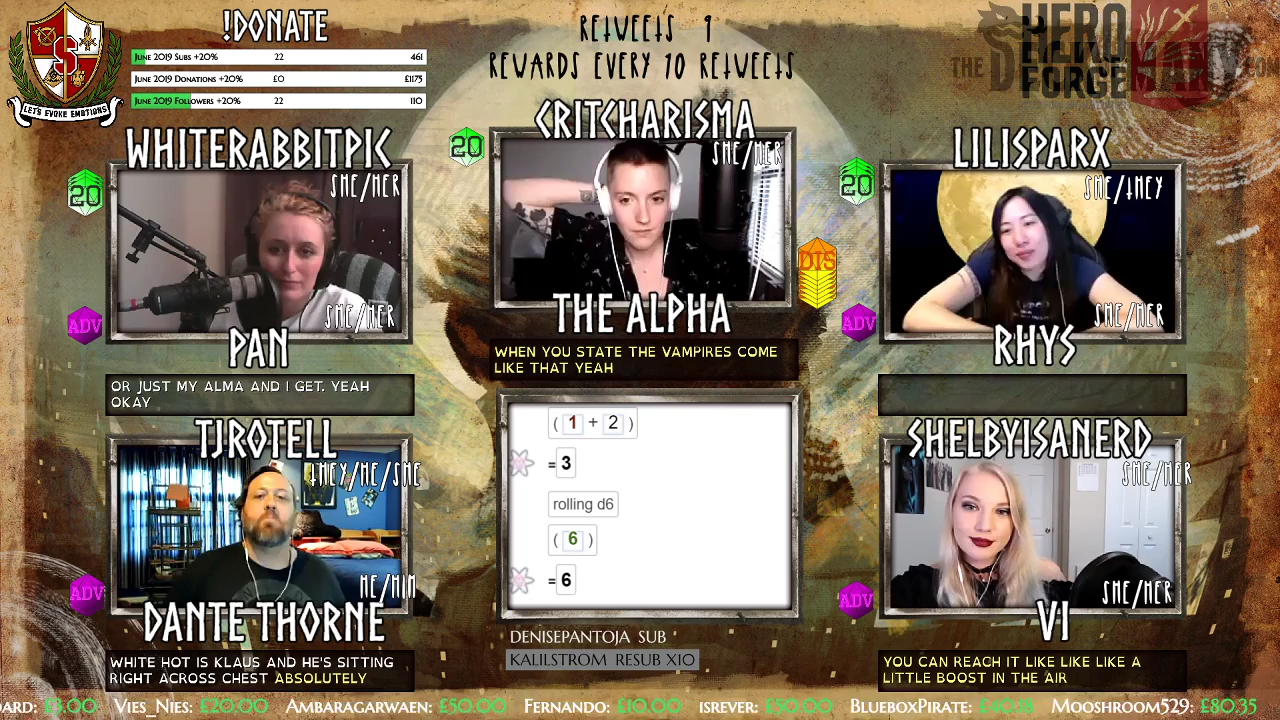 !DONATE
JUNE 2019 SUBS +20% 22 461
JUNE 2019 DONATIONS +20% £0 £1175
JUNE 2019 FOLLOWERS +20% 22 110
LET'S EVOKE EMOTIONS
RETWEETS 9
REWARDS EVERY 10 RETWEETS
THE
HERO
FORGE
WHITERABBITPIC
SHE/HER
20
ADV
SHE/HER
PAN
OR JUST MY ALMA AND I GET. YEAH
OKAY
CRITCHARISMA
SHE/HER
20
DIS
THE ALPHA
WHEN YOU STATE THE VAMPIRES COME
LIKE THAT YEAH
LILISPARX
SHE/THEY
20
ADV
SHE/HER
RHYS
TJROTELL
THEY/HE/SHE
ADV
HE/HIM
DANTE THORNE
WHITE HOT IS KLAUS AND HE'S SITTING
RIGHT ACROSS CHEST ABSOLUTELY
( 1 + 2 )
= 3
rolling d6
( 6 )
= 6
DENISEPANTOJA SUB
KALILSTROM RESUB X10
SHELBYISANERD
SHE/HER
ADV
SHE/HER
VI
YOU CAN REACH IT LIKE LIKE LIKE A
LITTLE BOOST IN THE AIR
ARD: £3.00 VIES_NIES: £20.00 AMBARAGARWAEN: £50.00 FERNANDO: £10.00 ISREVER: £50.00 BLUEBOXPIRATE: £40.18 MOOSHROOM529: £80.35